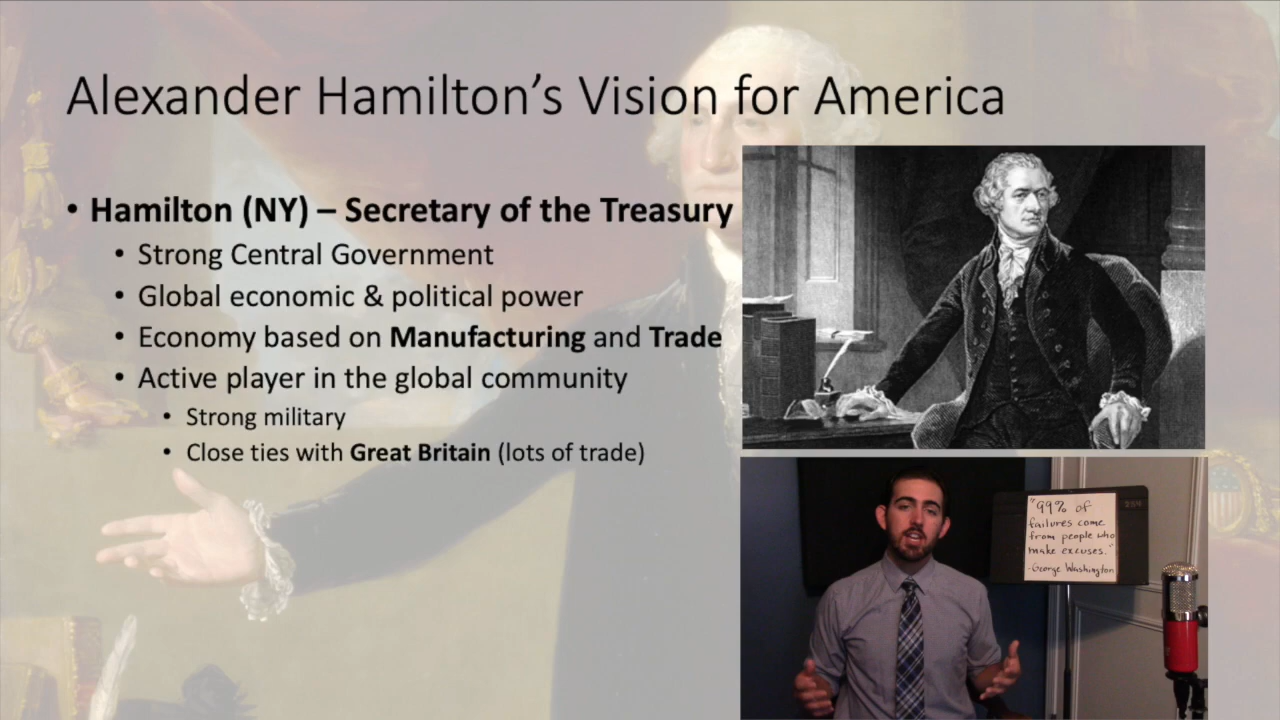 Alexander Hamilton’s Vision for America
• Hamilton (NY) – Secretary of the Treasury
• Strong Central Government
• Global economic & political power
• Economy based on Manufacturing and Trade
• Active player in the global community
• Strong military
• Close ties with Great Britain (lots of trade)
"99% of
failures come
from people who
make excuses."
-George Washington